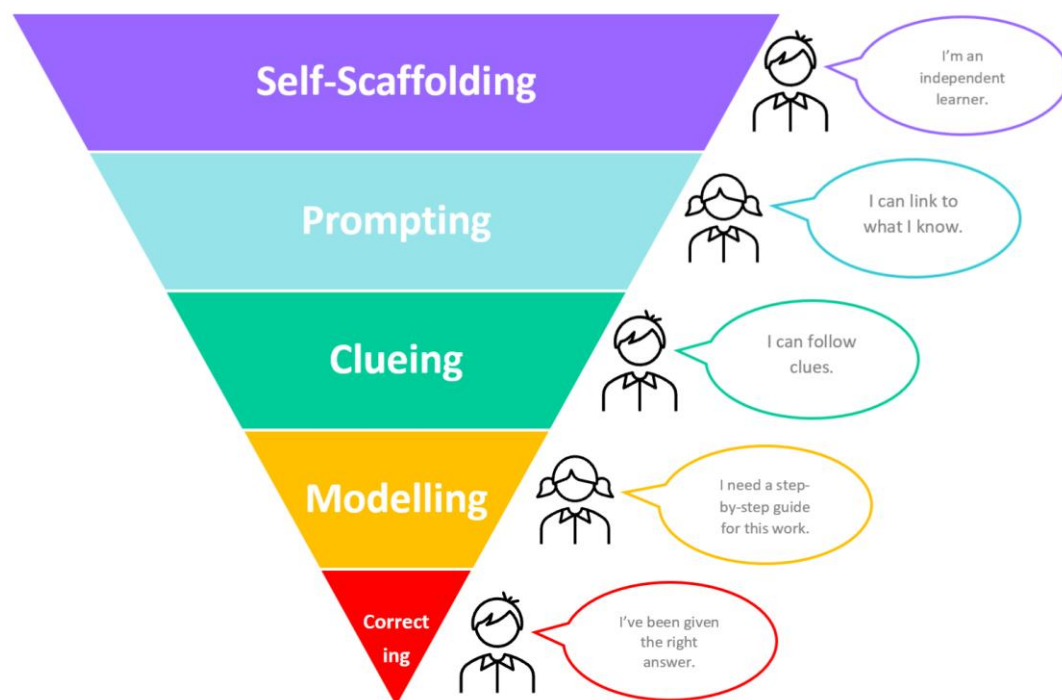 Self-Scaffolding
I'm an
independent
learner.
Prompting
I can link to
what I know.
Clueing
I can follow
clues.
Modelling
I need a step-
by-step guide
for this work.
Correct
ing
I've been given
the right
answer.